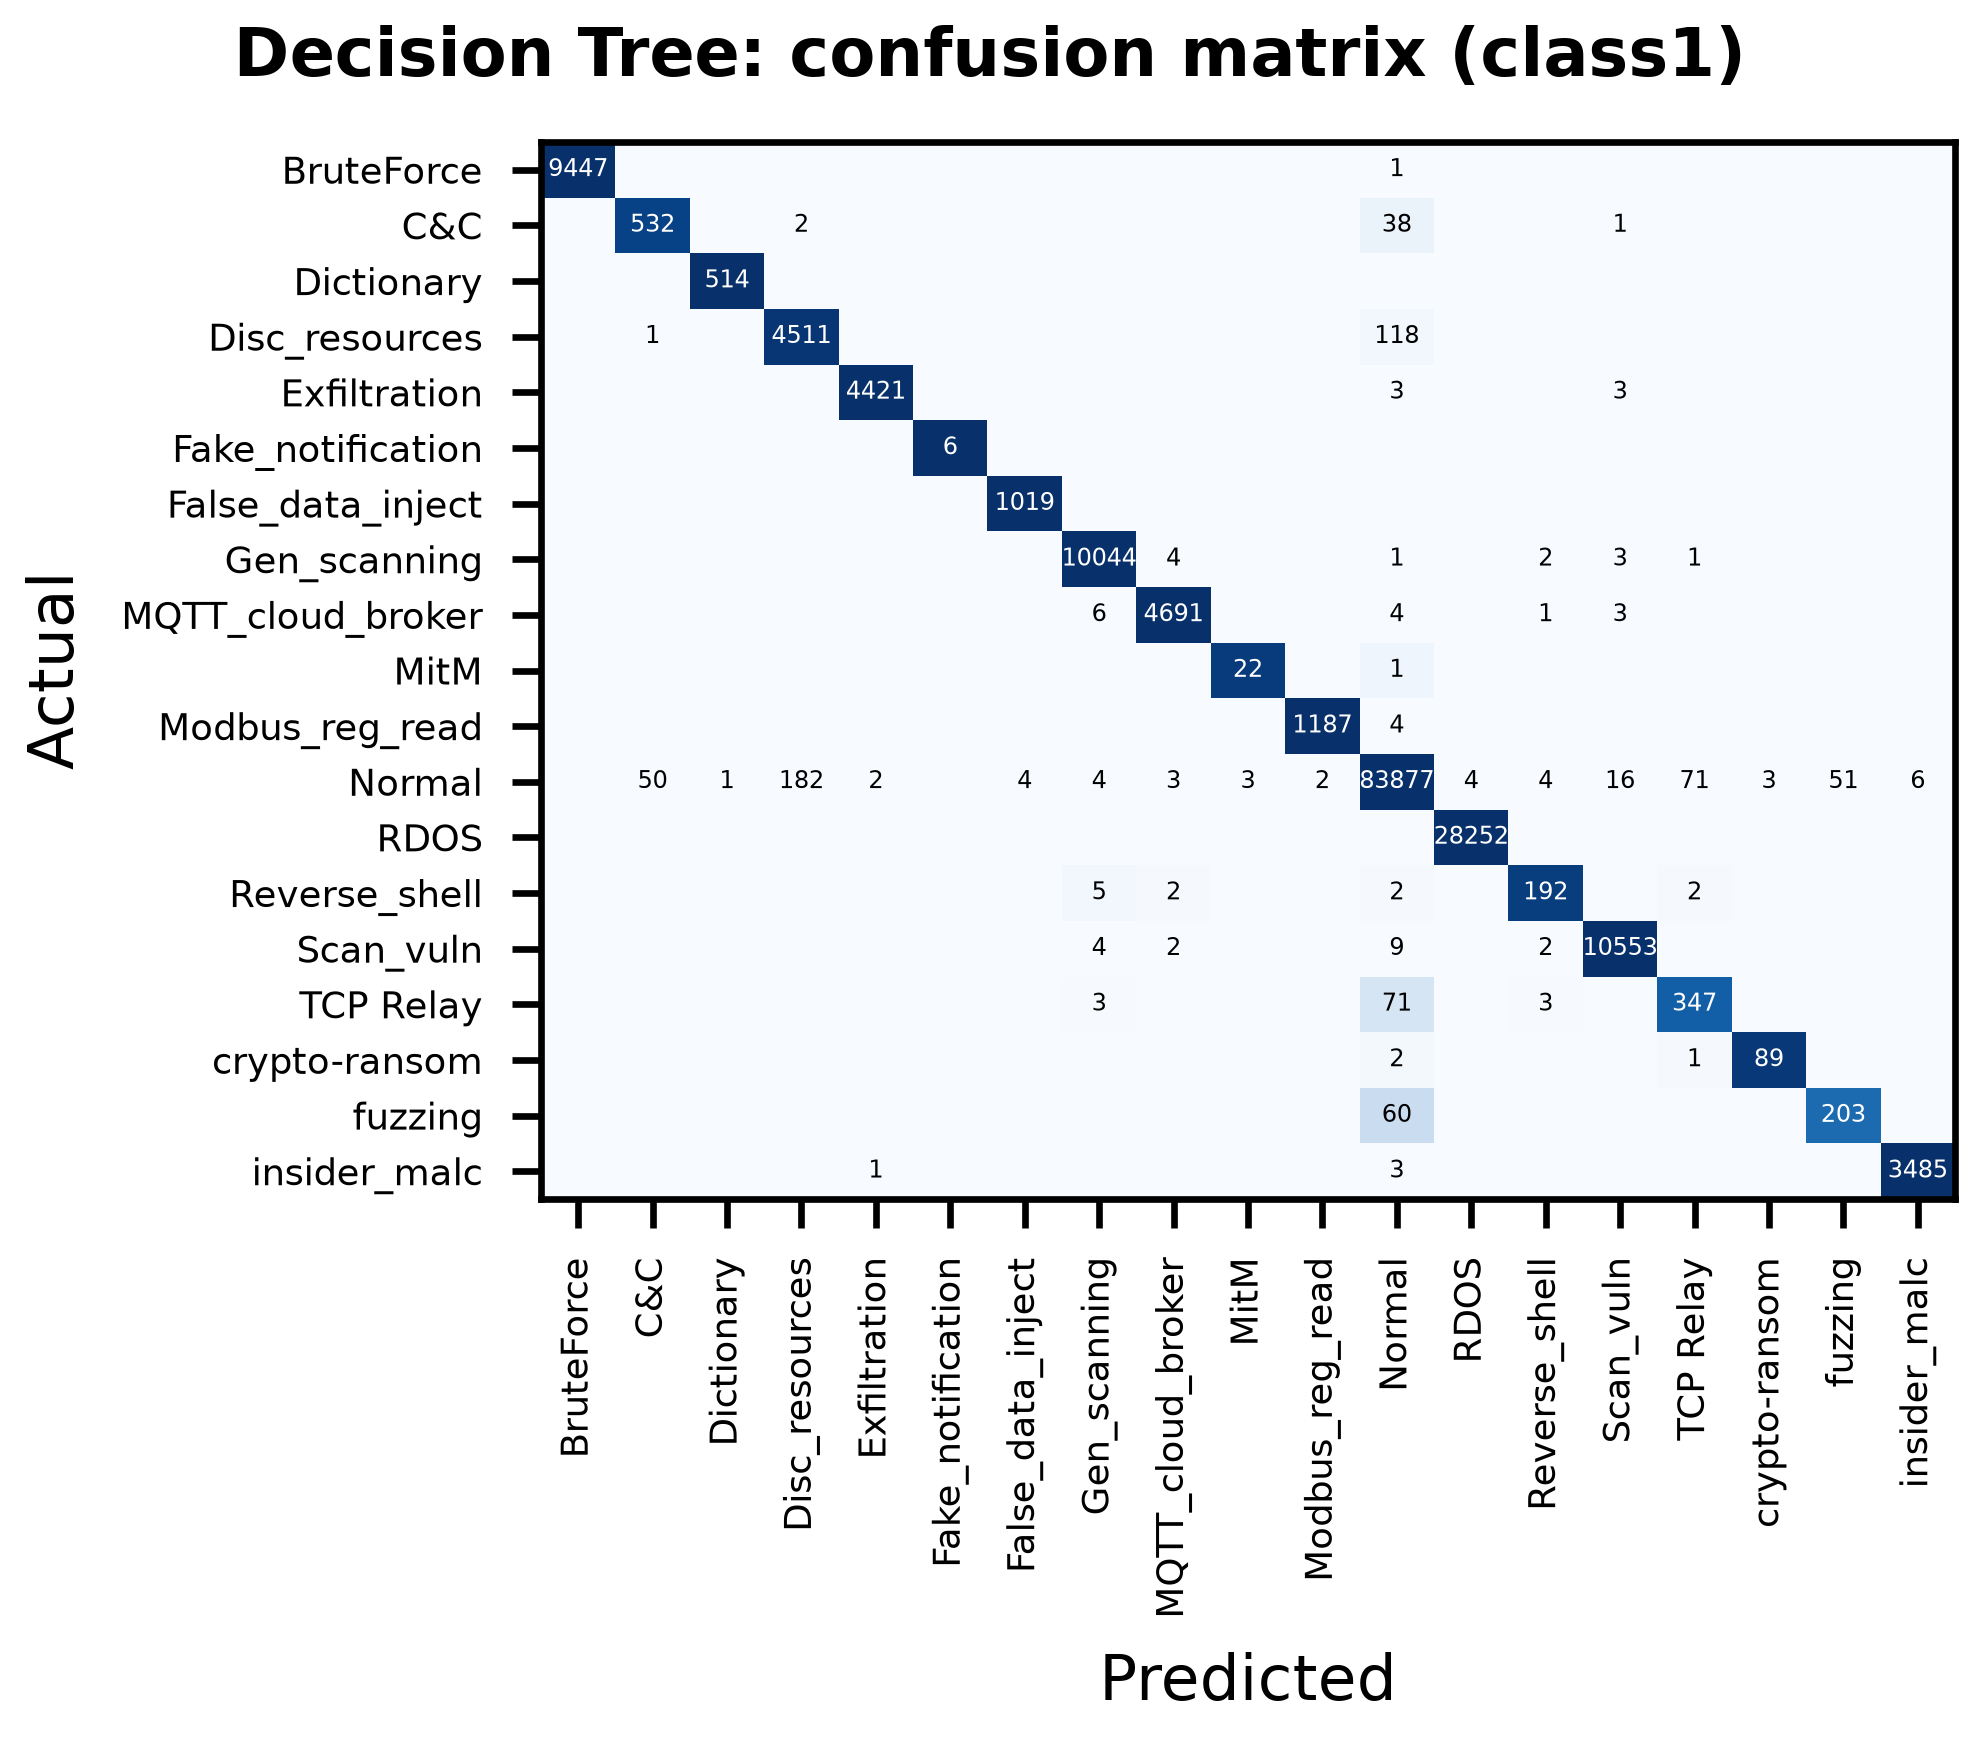 Decision Tree: confusion matrix (class1)
Actual
BruteForce 9447 1
C&C 532 2 38 1
Dictionary 514
Disc_resources 1 4511 118
Exfiltration 4421 3 3
Fake_notification 6
False_data_inject 1019
Gen_scanning 10044 4 1 2 3 1
MQTT_cloud_broker 6 4691 4 1 3
MitM 22 1
Modbus_reg_read 1187 4
Normal 50 1 182 2 4 4 3 3 2 83877 4 4 16 71 3 51 6
RDOS 28252
Reverse_shell 5 2 2 192 2
Scan_vuln 4 2 9 2 10553
TCP Relay 3 71 3 347
crypto-ransom 2 1 89
fuzzing 60 203
insider_malc 1 3 3485
BruteForce
C&C
Dictionary
Disc_resources
Exfiltration
Fake_notification
False_data_inject
Gen_scanning
MQTT_cloud_broker
MitM
Modbus_reg_read
Normal
RDOS
Reverse_shell
Scan_vuln
TCP Relay
crypto-ransom
fuzzing
insider_malc
Predicted